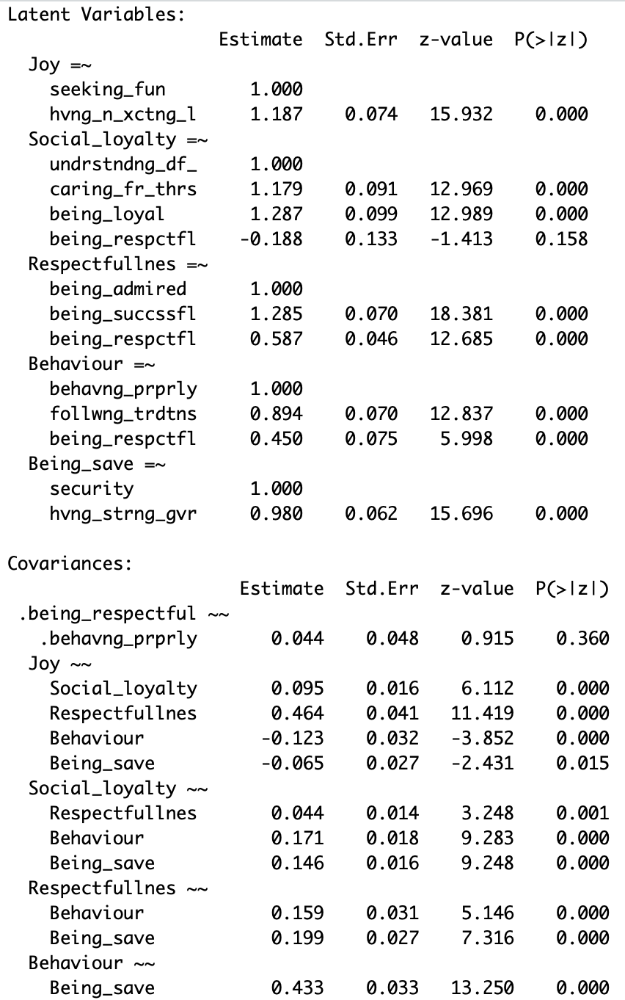 Latent Variables:
Estimate Std.Err z-value P(>|z|)
Joy =~
seeking_fun 1.000
hvng_n_xctng_l 1.187 0.074 15.932 0.000
Social_loyalty =~
undrstndng_df_ 1.000
caring_fr_thrs 1.179 0.091 12.969 0.000
being_loyal 1.287 0.099 12.989 0.000
being_respctfl -0.188 0.133 -1.413 0.158
Respectfullnes =~
being_admired 1.000
being_succssfl 1.285 0.070 18.381 0.000
being_respctfl 0.587 0.046 12.685 0.000
Behaviour =~
behavng_prprly 1.000
follwng_trdtns 0.894 0.070 12.837 0.000
being_respctfl 0.450 0.075 5.998 0.000
Being_save =~
security 1.000
hvng_strng_gvr 0.980 0.062 15.696 0.000
Covariances:
Estimate Std.Err z-value P(>|z|)
.being_respectful ~~
.behavng_prprly 0.044 0.048 0.915 0.360
Joy ~~
Social_loyalty 0.095 0.016 6.112 0.000
Respectfullnes 0.464 0.041 11.419 0.000
Behaviour -0.123 0.032 -3.852 0.000
Being_save -0.065 0.027 -2.431 0.015
Social_loyalty ~~
Respectfullnes 0.044 0.014 3.248 0.001
Behaviour 0.171 0.018 9.283 0.000
Being_save 0.146 0.016 9.248 0.000
Respectfullnes ~~
Behaviour 0.159 0.031 5.146 0.000
Being_save 0.199 0.027 7.316 0.000
Behaviour ~~
Being_save 0.433 0.033 13.250 0.000